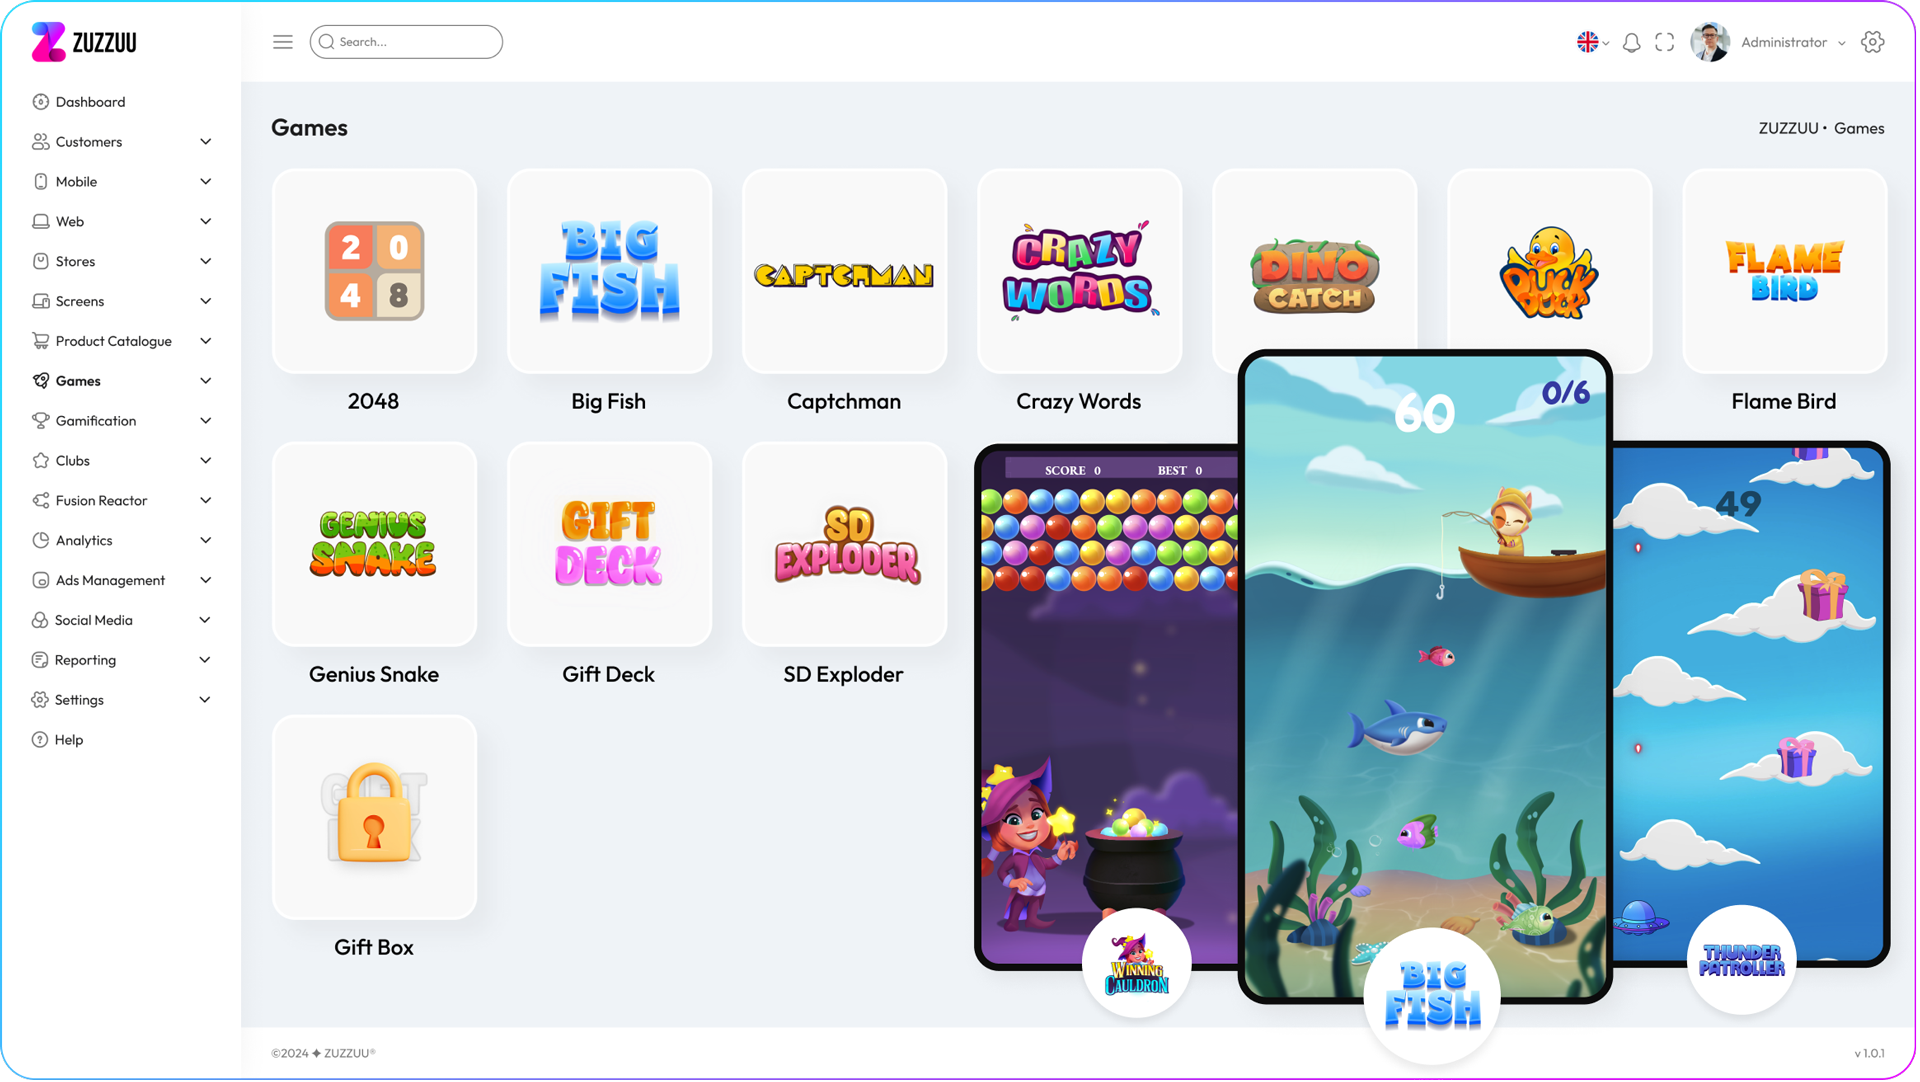 ZUZZUU
Search...
Administrator
Dashboard
Customers
Mobile
Web
Stores
Screens
Product Catalogue
Games
Gamification
Clubs
Fusion Reactor
Analytics
Ads Management
Social Media
Reporting
Settings
Help
Games
ZUZZUU • Games
2 0
4 8
BIG
FISH
CAPTCHMAN
CRAZY
WORDS
DINO
CATCH
DUCK
DUCK
FLAME
BIRD
2048
Big Fish
Captchman
Crazy Words
Flame Bird
GENIUS
SNAKE
GIFT
DECK
SD
EXPLODER
Genius Snake
Gift Deck
SD Exploder
Gift Box
SCORE 0
BEST 0
60
0/6
49
WINNING
CAULDRON
BIG
FISH
THUNDER
PATROLLER
©2024 ✦ ZUZZUU®
v 1.0.1